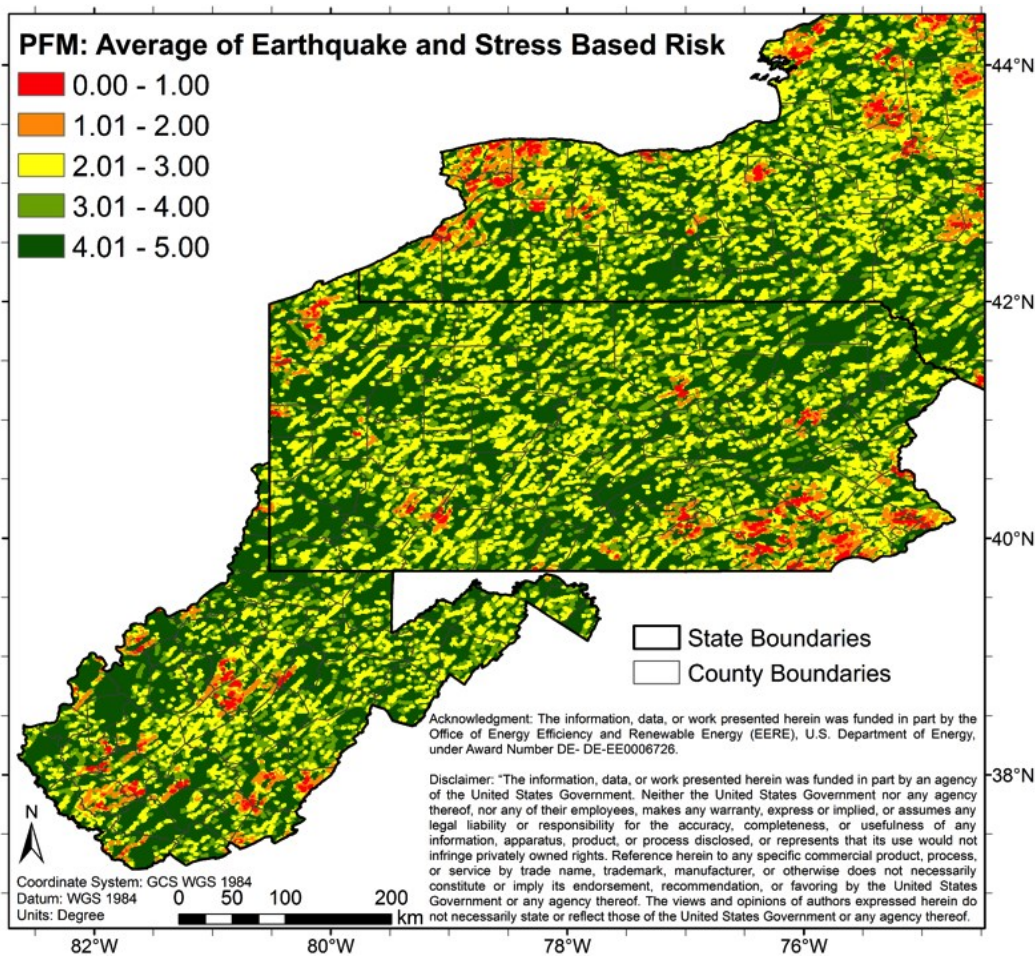 PFM: Average of Earthquake and Stress Based Risk
0.00 - 1.00
1.01 - 2.00
2.01 - 3.00
3.01 - 4.00
4.01 - 5.00
44°N
42°N
40°N
38°N
State Boundaries
County Boundaries
Acknowledgment: The information, data, or work presented herein was funded in part by the
Office of Energy Efficiency and Renewable Energy (EERE), U.S. Department of Energy,
under Award Number DE- DE-EE0006726.
Disclaimer: “The information, data, or work presented herein was funded in part by an agency
of the United States Government. Neither the United States Government nor any agency
thereof, nor any of their employees, makes any warranty, express or implied, or assumes any
legal liability or responsibility for the accuracy, completeness, or usefulness of any
information, apparatus, product, or process disclosed, or represents that its use would not
infringe privately owned rights. Reference herein to any specific commercial product, process,
or service by trade name, trademark, manufacturer, or otherwise does not necessarily
constitute or imply its endorsement, recommendation, or favoring by the United States
Government or any agency thereof. The views and opinions of authors expressed herein do
not necessarily state or reflect those of the United States Government or any agency thereof.
N
Coordinate System: GCS WGS 1984
Datum: WGS 1984
Units: Degree
0 50 100 200
km
82°W 80°W 78°W 76°W